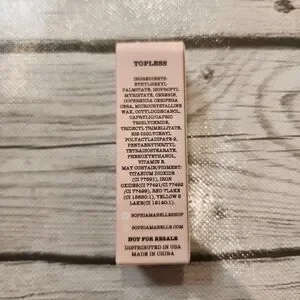 TOPLESS
INGREDIENTS:
ETHYLHEXYL
PALMITATE, ISOPROPYL
MYRISTATE, OZKESIN,
COPERNICIA CERIFERA
CERA, MICROCRYSTALLINE
WAX, OCTYLDODECANOL,
CAPRYLIC/CAPRIC
TRIGLYCERIDE,
TRIDECYL TRIMELLITATE,
BIS-DIGLYCERYL
POLYACYLADIPATE-2,
PENTAERYTHRITYL
TETRAISOSTEARATE,
PHENOXYETHANOL,
VITAMIN E.
MAY CONTAIN/PIGMENT:
TITANIUM DIOXIDE
(CI 77891), IRON
OXIDES(CI 77491/CI 77492
/CI 77499), RED 7 LAKE
(CI 15850:1), YELLOW 5
LAKE(CI 19140:1).
SOPHIAMABELLESHOP
SOPHIAMABELLE.COM
NOT FOR RESALE
DISTRIBUTED IN USA
MADE IN CHINA